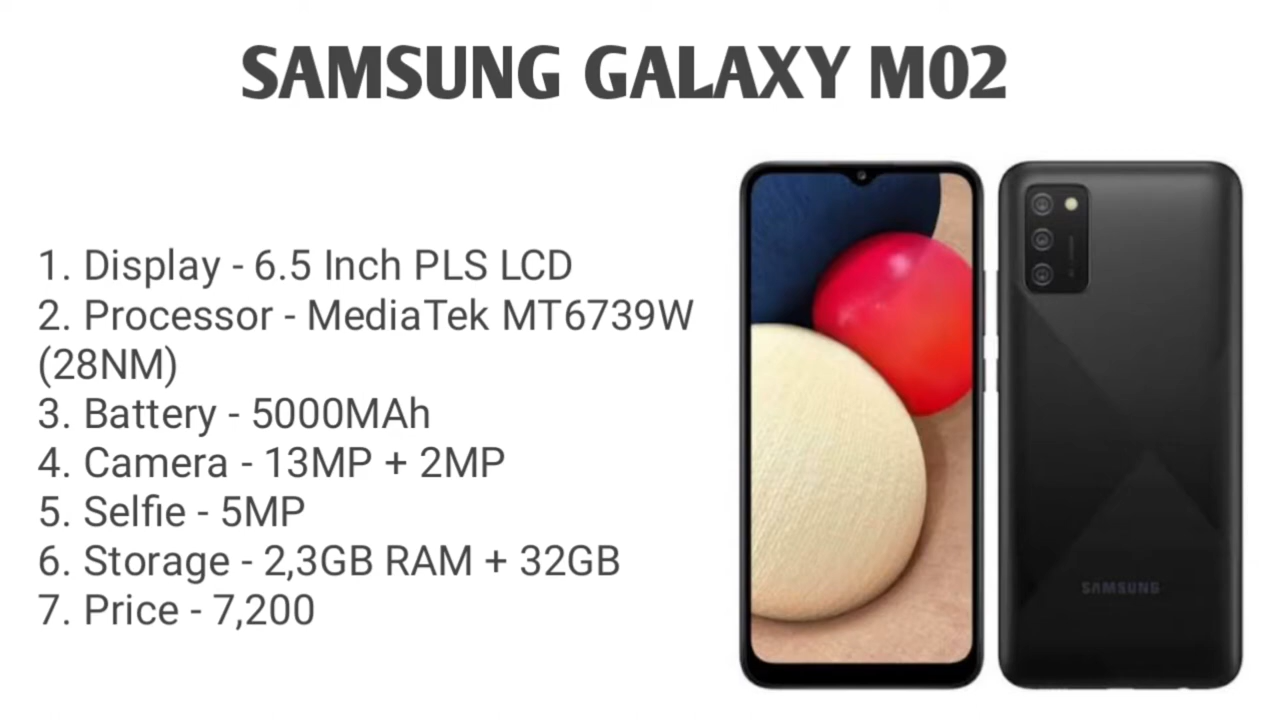 SAMSUNG GALAXY M02
1. Display - 6.5 Inch PLS LCD
2. Processor - MediaTek MT6739W
(28NM)
3. Battery - 5000MAh
4. Camera - 13MP + 2MP
5. Selfie - 5MP
6. Storage - 2,3GB RAM + 32GB
7. Price - 7,200
SAMSUNG